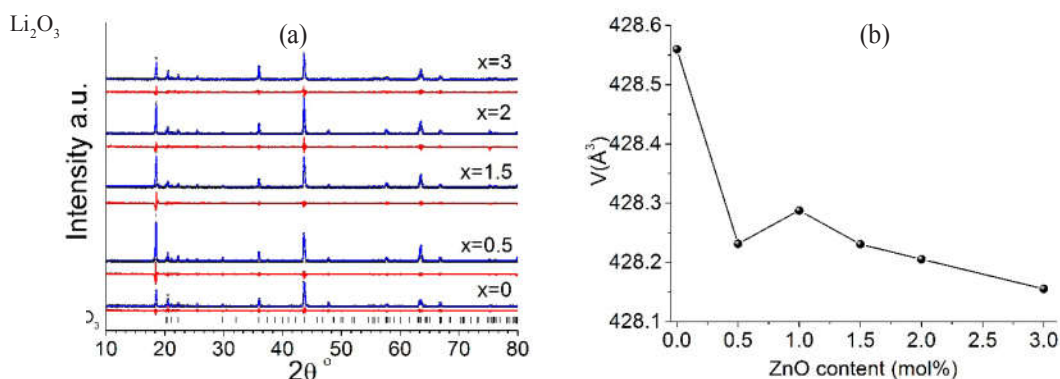 Li₂O₃
(a)
Intensity a.u.
x=3
x=2
x=1.5
x=0.5
x=0
O₃
10 20 30 40 50 60 70 80
2θ °
(b)
V(Å³)
428.6
428.5
428.4
428.3
428.2
428.1
0.0 0.5 1.0 1.5 2.0 2.5 3.0
ZnO content (mol%)